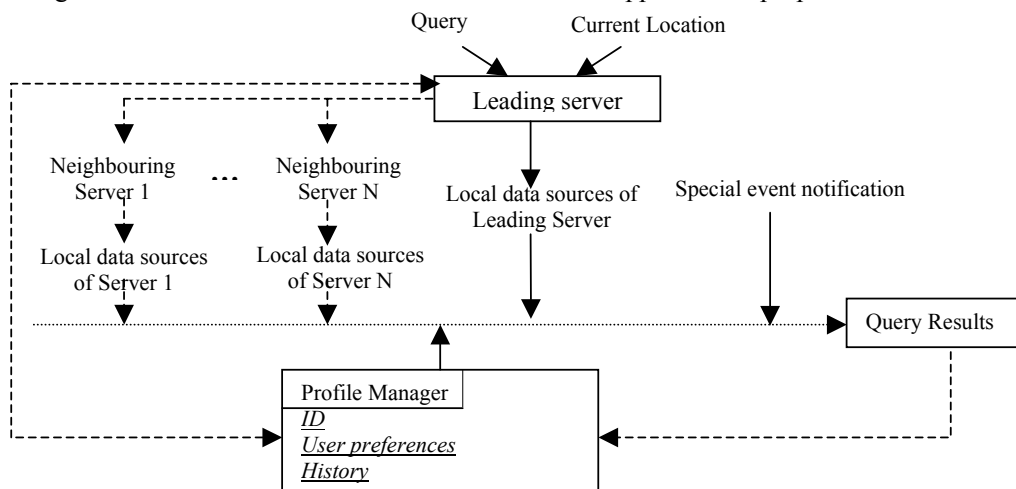 Query
Current Location
Leading server
Neighbouring
Server 1
...
Neighbouring
Server N
Local data sources of
Leading Server
Special event notification
Local data sources
of Server 1
Local data sources
of Server N
Query Results
Profile Manager
ID
User preferences
History